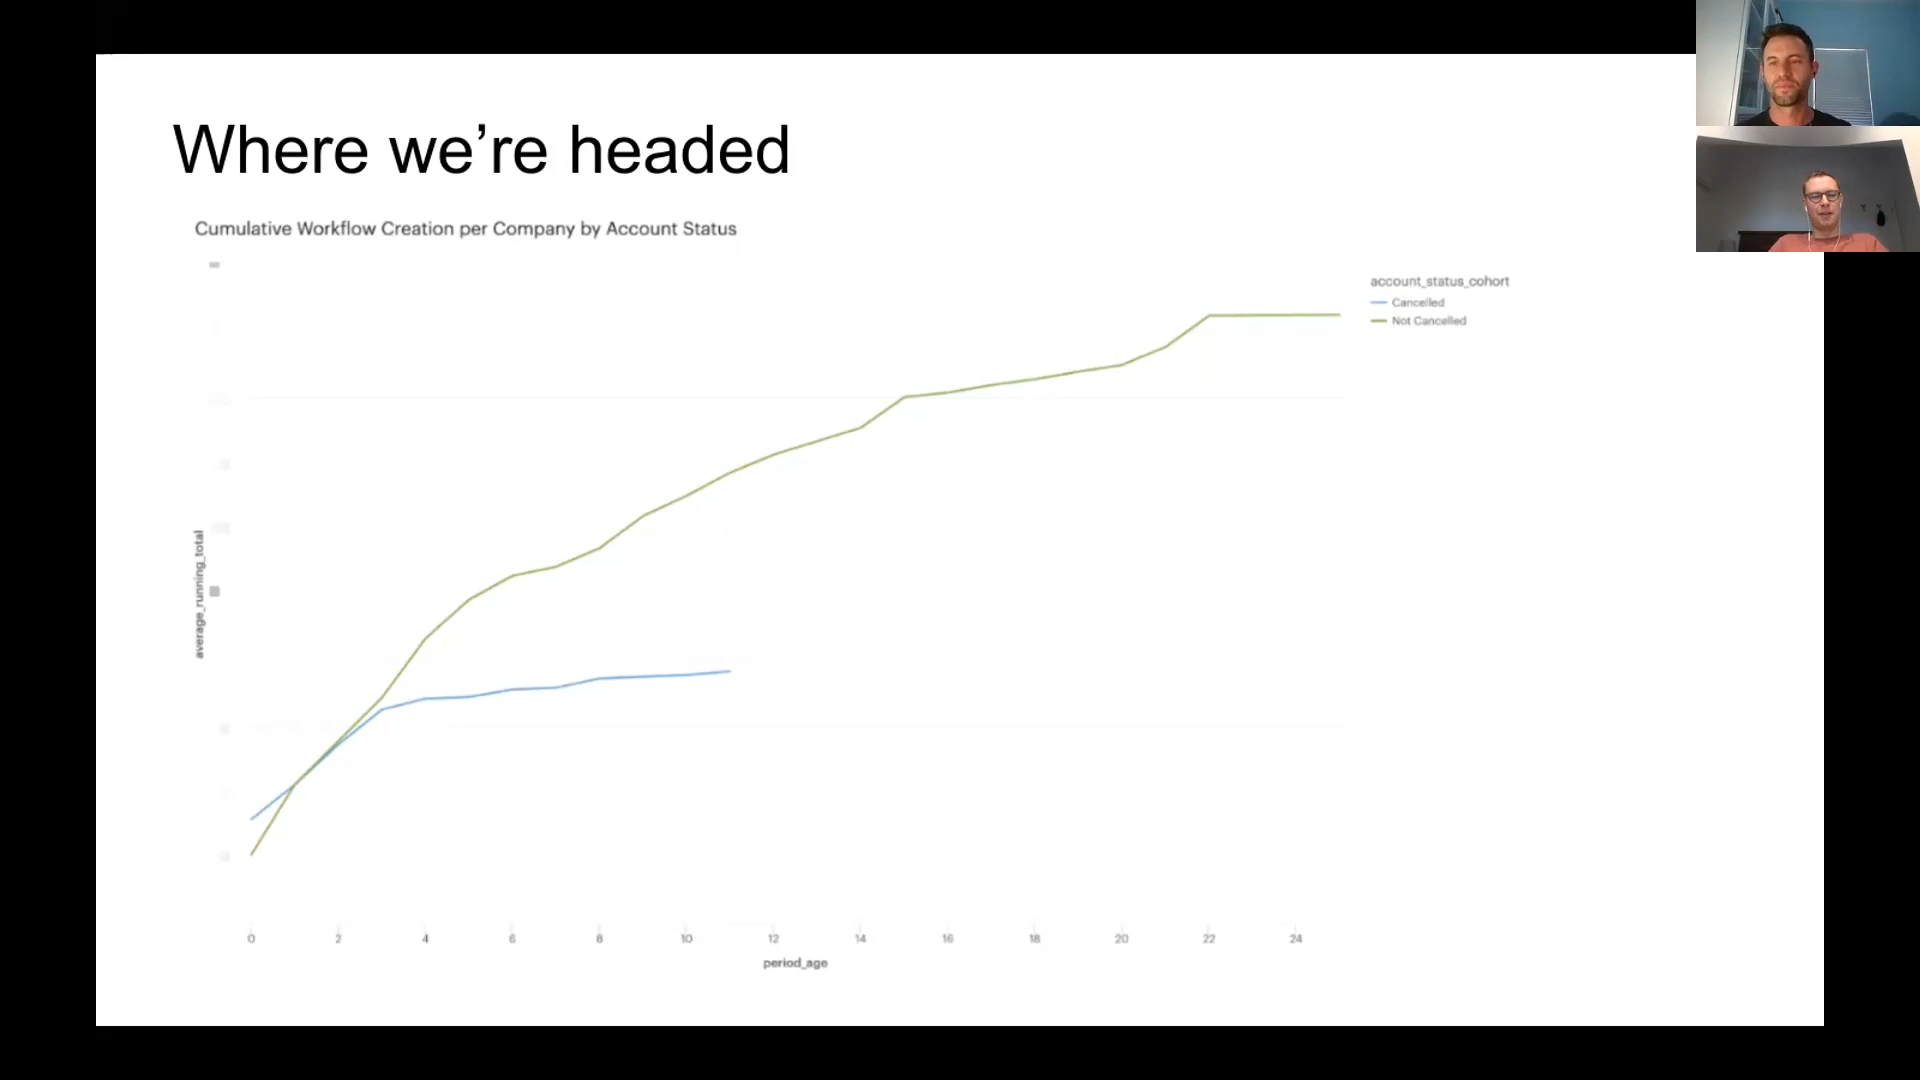 Where we’re headed
Cumulative Workflow Creation per Company by Account Status
account_status_cohort
Cancelled
Not Cancelled
average_running_total
0 2 4 6 8 10 12 14 16 18 20 22 24
period_age